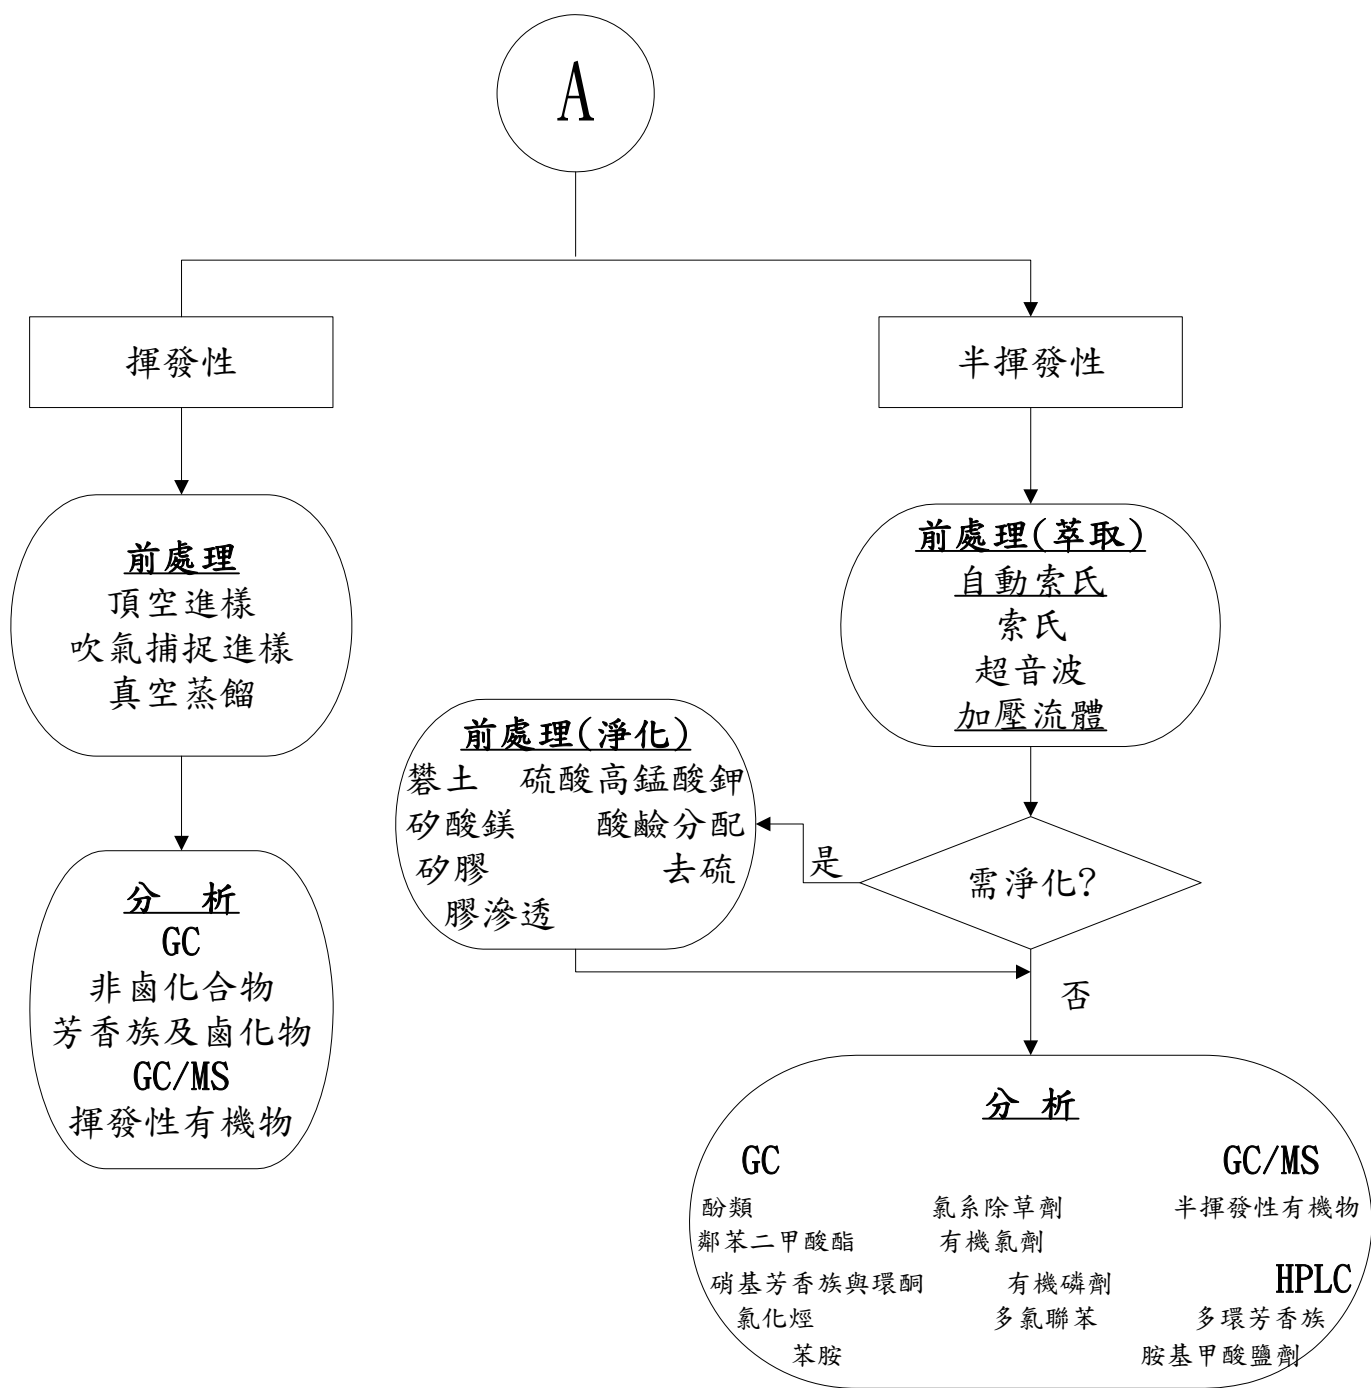 A
揮發性
半揮發性
前處理
頂空進樣
吹氣捕捉進樣
真空蒸餾
前處理(萃取)
自動索氏
索氏
超音波
加壓流體
前處理(淨化)
礬土 硫酸高錳酸鉀
矽酸鎂 酸鹼分配
矽膠 去硫
膠滲透
是
需淨化?
否
分 析
GC
非鹵化合物
芳香族及鹵化物
GC/MS
揮發性有機物
分 析
GC GC/MS
酚類 氯系除草劑 半揮發性有機物
鄰苯二甲酸酯 有機氯劑
硝基芳香族與環酮 有機磷劑 HPLC
氯化烴 多氯聯苯 多環芳香族
苯胺 胺基甲酸鹽劑